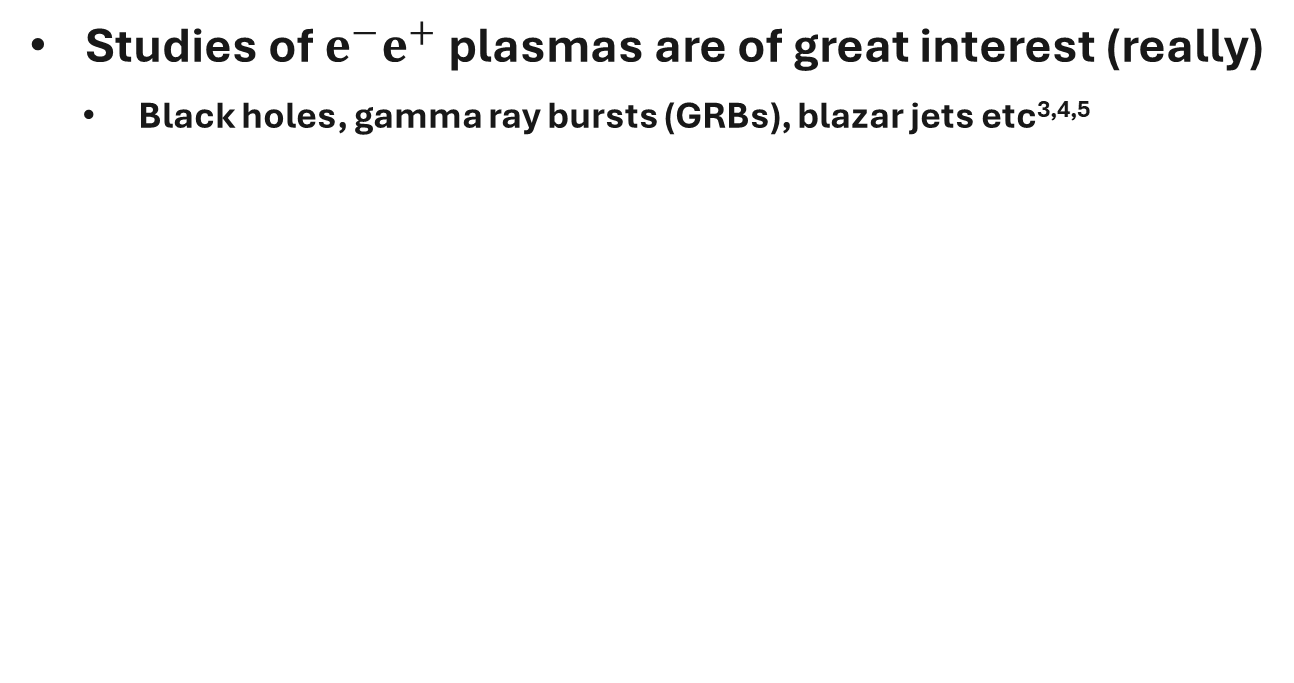 • Studies of e⁻e⁺ plasmas are of great interest (really)
• Black holes, gamma ray bursts (GRBs), blazar jets etc³,⁴,⁵